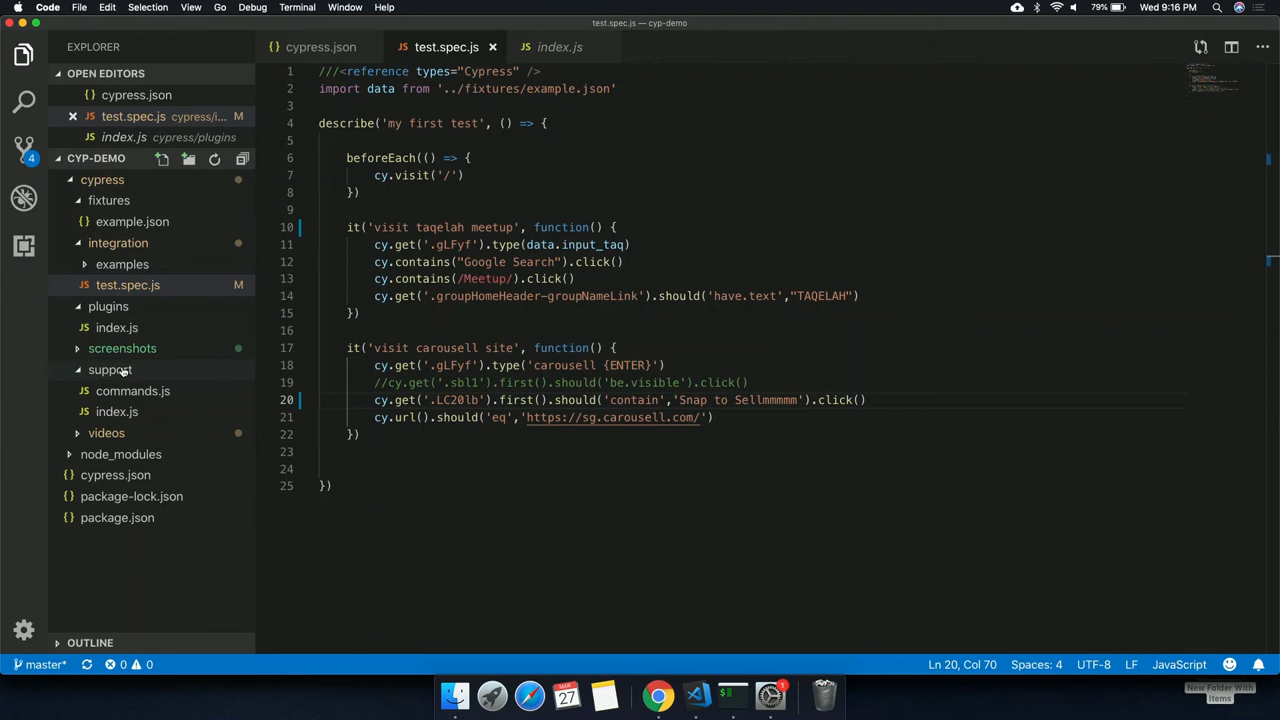 Code File Edit Selection View Go Debug Terminal Window Help 79% Wed 9:16 PM
test.spec.js — cyp-demo
EXPLORER
OPEN EDITORS
cypress.json
test.spec.js cypress/i... M
index.js cypress/plugins
CYP-DEMO
cypress
fixtures
example.json
integration
examples
test.spec.js M
plugins
index.js
screenshots
support
commands.js
index.js
videos
node_modules
cypress.json
package-lock.json
package.json
OUTLINE
4
cypress.json test.spec.js index.js
1 ///<reference types="Cypress" />
2 import data from '../fixtures/example.json'
3
4 describe('my first test', () => {
5
6 beforeEach(() => {
7 cy.visit('/')
8 })
9
10 it('visit taqelah meetup', function() {
11 cy.get('.gLFyf').type(data.input_taq)
12 cy.contains("Google Search").click()
13 cy.contains(/Meetup/).click()
14 cy.get('.groupHomeHeader-groupNameLink').should('have.text',"TAQELAH")
15 })
16
17 it('visit carousell site', function() {
18 cy.get('.gLFyf').type('carousell {ENTER}')
19 //cy.get('.sbl1').first().should('be.visible').click()
20 cy.get('.LC20lb').first().should('contain','Snap to Sellmmmmm').click()
21 cy.url().should('eq','https://sg.carousell.com/')
22 })
23
24
25 })
master* 0 0 Ln 20, Col 70 Spaces: 4 UTF-8 LF JavaScript
New Folder With
Items
27
1